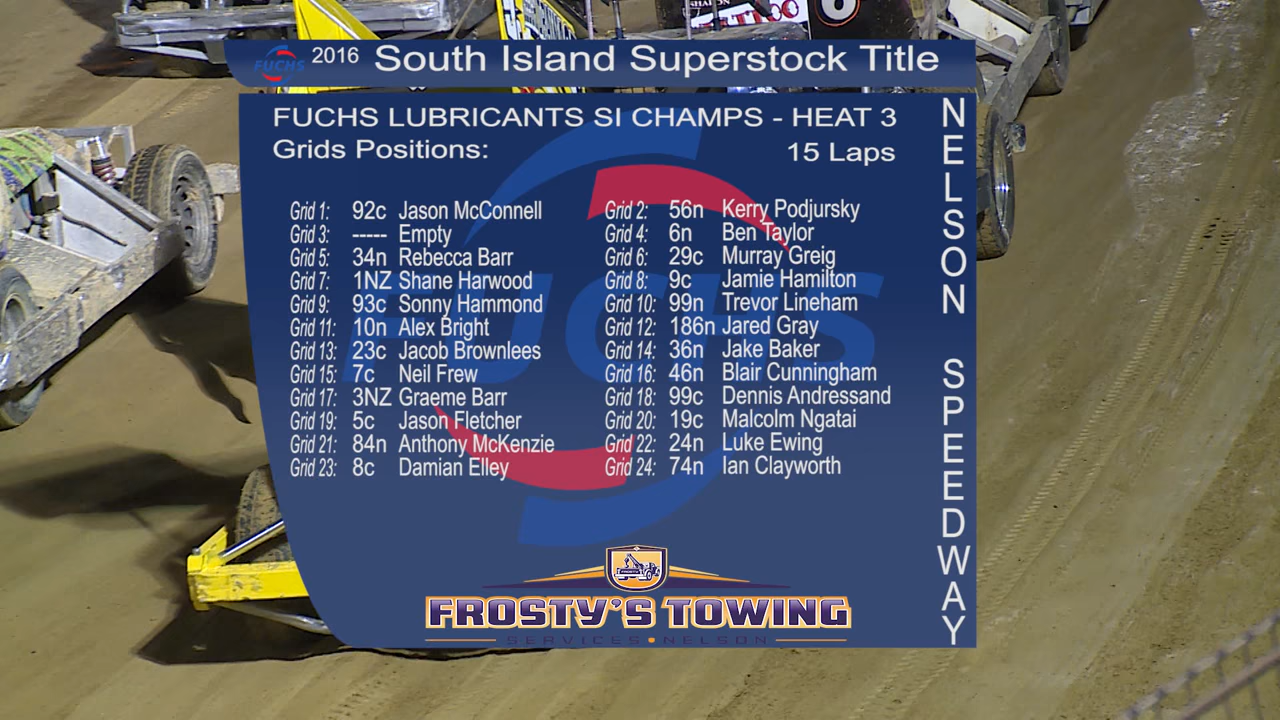 FUCHS 2016 South Island Superstock Title
FUCHS LUBRICANTS SI CHAMPS - HEAT 3
Grids Positions: 15 Laps
Grid 1: 92c Jason McConnell Grid 2: 56n Kerry Podjursky
Grid 3: ----- Empty Grid 4: 6n Ben Taylor
Grid 5: 34n Rebecca Barr Grid 6: 29c Murray Greig
Grid 7: 1NZ Shane Harwood Grid 8: 9c Jamie Hamilton
Grid 9: 93c Sonny Hammond Grid 10: 99n Trevor Lineham
Grid 11: 10n Alex Bright Grid 12: 186n Jared Gray
Grid 13: 23c Jacob Brownlees Grid 14: 36n Jake Baker
Grid 15: 7c Neil Frew Grid 16: 46n Blair Cunningham
Grid 17: 3NZ Graeme Barr Grid 18: 99c Dennis Andressand
Grid 19: 5c Jason Fletcher Grid 20: 19c Malcolm Ngatai
Grid 21: 84n Anthony McKenzie Grid 22: 24n Luke Ewing
Grid 23: 8c Damian Elley Grid 24: 74n Ian Clayworth
FUCHS
FROSTY'S TOWING
SERVICES • NELSON
NELSON SPEEDWAY